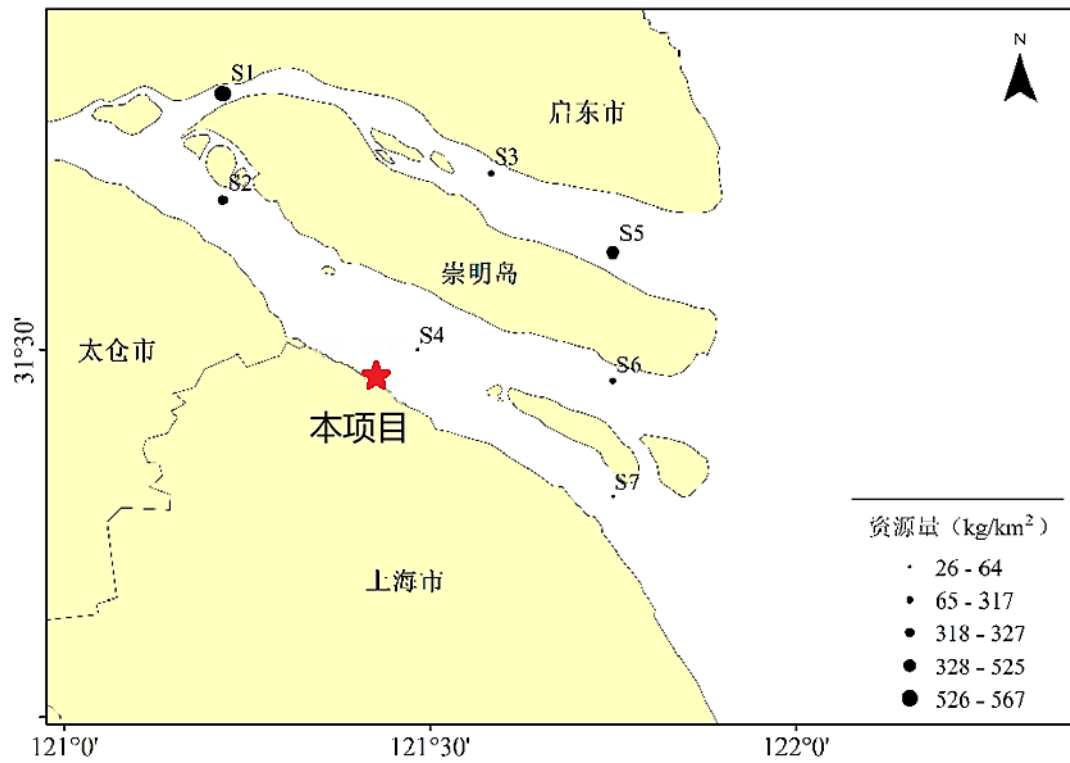 N
S1
启东市
S3
S2
S5
崇明岛
S4
31°30'
太仓市
S6
本项目
S7
资源量（kg/km²）
26 - 64
上海市
65 - 317
318 - 327
328 - 525
526 - 567
121°0'
121°30'
122°0'